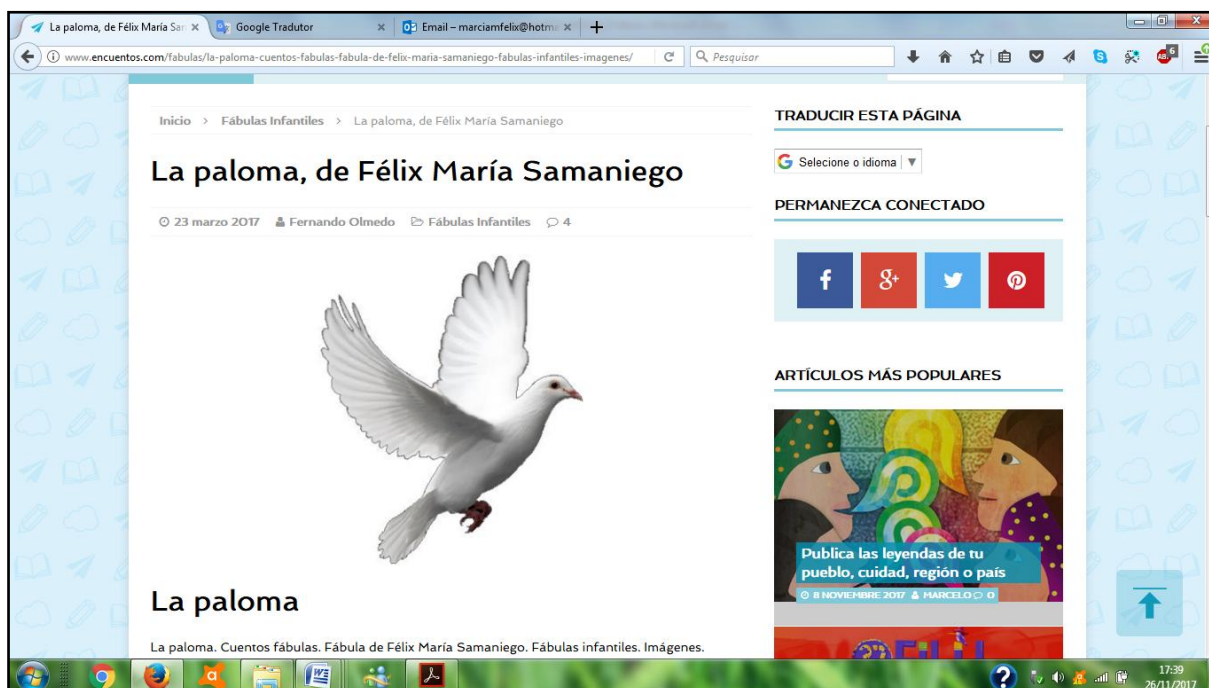 La paloma, de Félix María Sa
Google Tradutor
Email – marciamfelix@hotm
www.encuentos.com/fabulas/la-paloma-cuentos-fabulas-fabula-de-felix-maria-samaniego-fabulas-infantiles-imagenes/
Pesquisar
6
Inicio > Fábulas Infantiles > La paloma, de Félix María Samaniego
La paloma, de Félix María Samaniego
23 marzo 2017 Fernando Olmedo Fábulas Infantiles 4
La paloma
La paloma. Cuentos fábulas. Fábula de Félix María Samaniego. Fábulas infantiles. Imágenes.
TRADUCIR ESTA PÁGINA
G Selecione o idioma ▼
PERMANEZCA CONECTADO
f 8+
ARTÍCULOS MÁS POPULARES
Publica las leyendas de tu
pueblo, cuidad, región o país
8 NOVIEMBRE 2017 MARCELO 0
17:39
26/11/2017